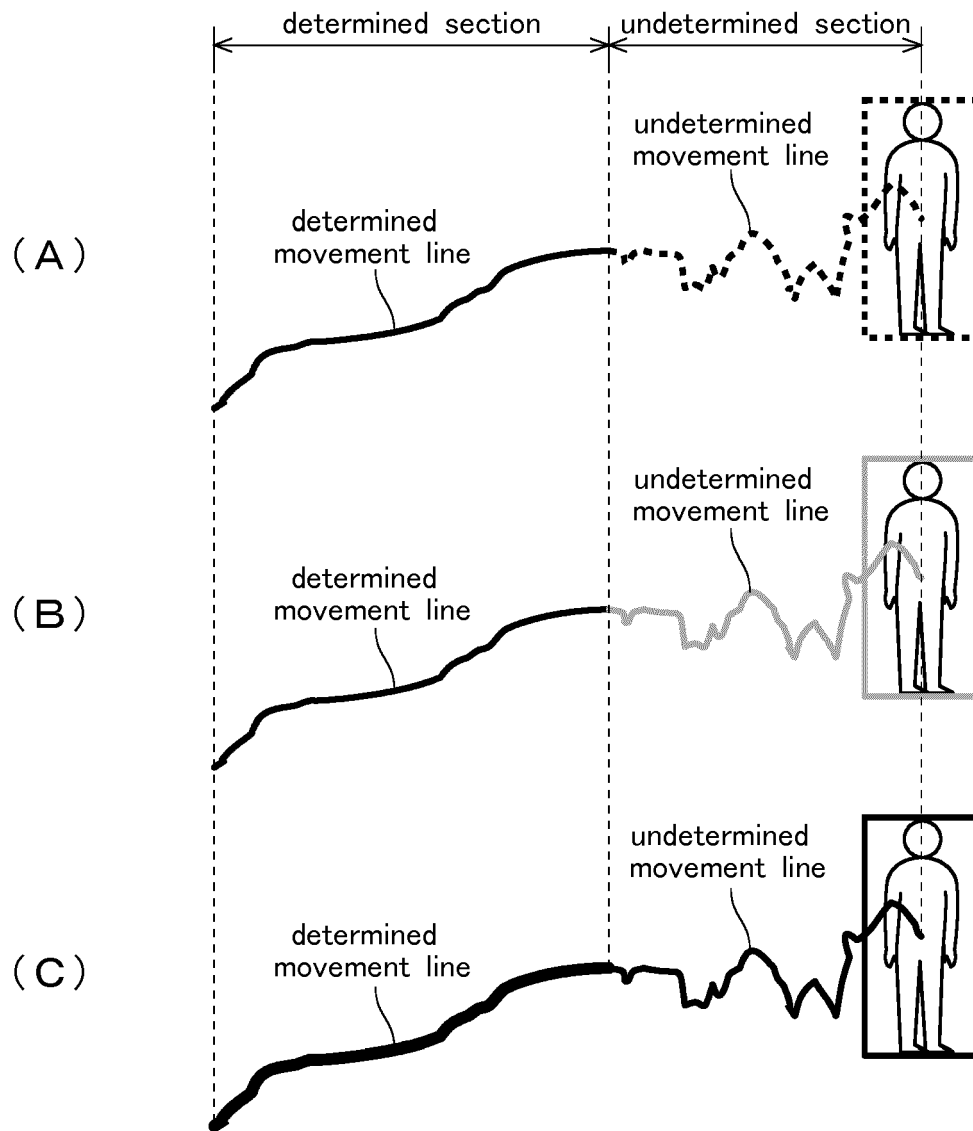 determined section
undetermined section
undetermined
movement line
determined
movement line
(A)
undetermined
movement line
determined
movement line
(B)
undetermined
movement line
determined
movement line
(C)